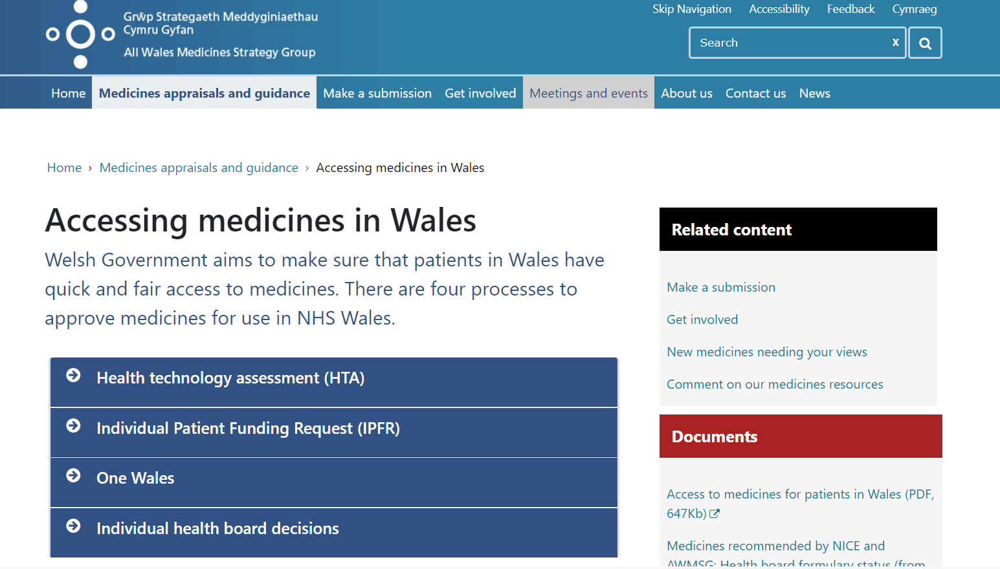 Grŵp Strategaeth Meddyginiaethau
Cymru Gyfan
All Wales Medicines Strategy Group
Skip Navigation
Accessibility
Feedback
Cymraeg
Search
x
Home
Medicines appraisals and guidance
Make a submission
Get involved
Meetings and events
About us
Contact us
News
Home › Medicines appraisals and guidance › Accessing medicines in Wales
Accessing medicines in Wales
Welsh Government aims to make sure that patients in Wales have
quick and fair access to medicines. There are four processes to
approve medicines for use in NHS Wales.
Health technology assessment (HTA)
Individual Patient Funding Request (IPFR)
One Wales
Individual health board decisions
Related content
Make a submission
Get involved
New medicines needing your views
Comment on our medicines resources
Documents
Access to medicines for patients in Wales (PDF,
647Kb)
Medicines recommended by NICE and
AWMSG: Health board formulary status (from